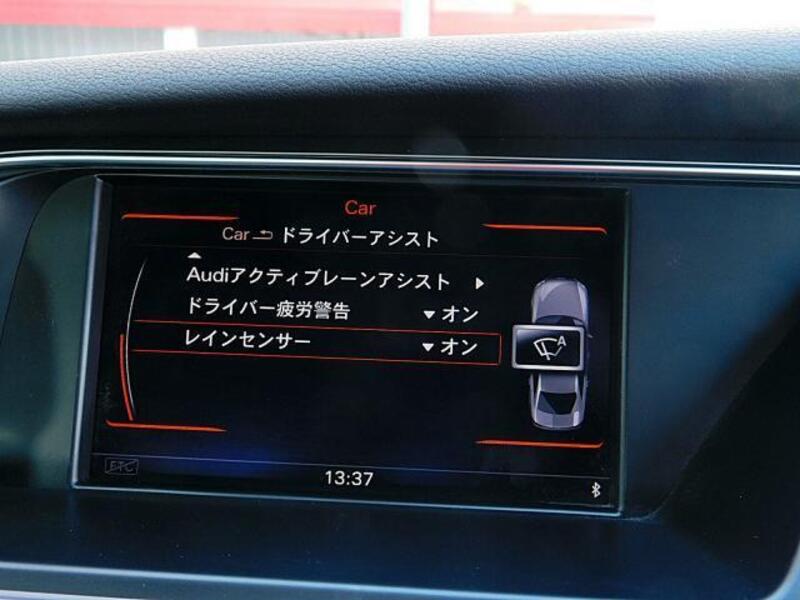 Car
Car ドライバーアシスト
Audiアクティブレーンアシスト
ドライバー疲労警告 オン
レインセンサー オン
A
ETC
13:37